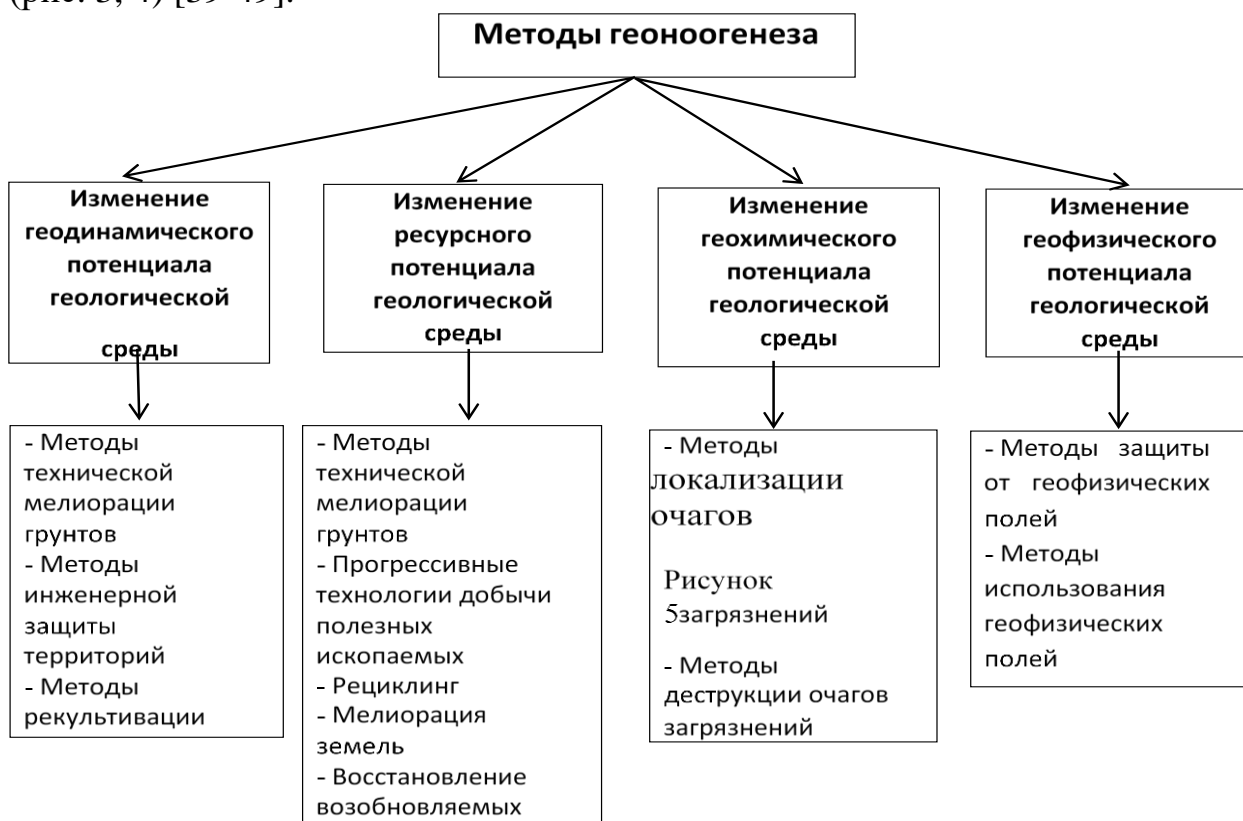 (рис. 3, 4) [39-49].
Методы геоноогенеза
Изменение
геодинамического
потенциала
геологической
среды
Изменение
ресурсного
потенциала
геологической
среды
Изменение
геохимического
потенциала
геологической
среды
Изменение
геофизического
потенциала
геологической
среды
- Методы
технической
мелиорации
грунтов
- Методы
инженерной
защиты
территорий
- Методы
рекультивации
- Методы
технической
мелиорации
грунтов
- Прогрессивные
технологии добычи
полезных
ископаемых
- Рециклинг
- Мелиорация
земель
- Восстановление
возобновляемых
- Методы
локализации
очагов
Рисунок
5загрязнений
- Методы
деструкции очагов
загрязнений
- Методы защиты
от геофизических
полей
- Методы
использования
геофизических
полей